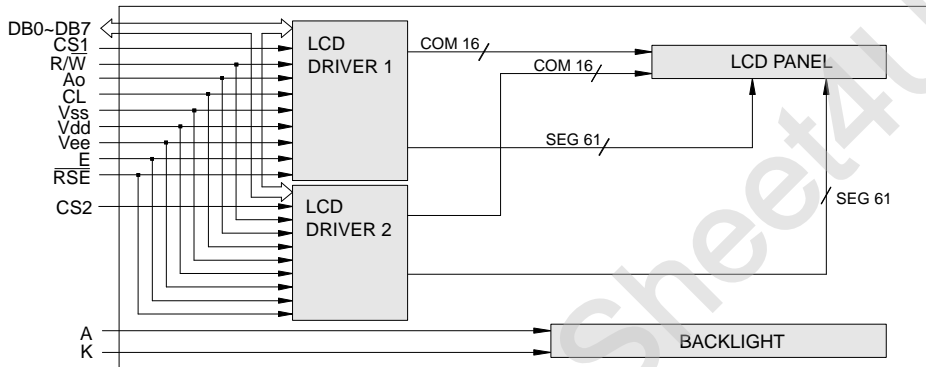 DB0~DB7
CS1
R/W
Ao
CL
Vss
Vdd
Vee
E
RSE
CS2
A
K
LCD
DRIVER 1
LCD
DRIVER 2
COM 16
COM 16
SEG 61
SEG 61
LCD PANEL
BACKLIGHT
Sheet4U